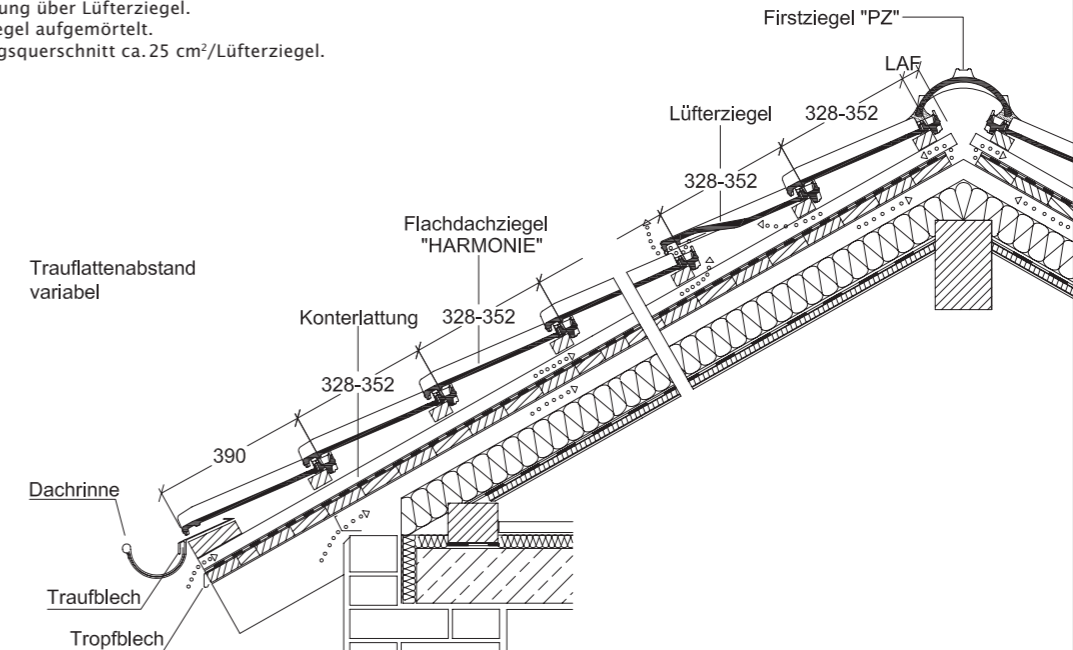 ung über Lüfterziegel.
egel aufgemörtelt.
gsquerschnitt ca. 25 cm²/Lüfterziegel.
Firstziegel "PZ"
LAF
328-352
Lüfterziegel
328-352
Flachdachziegel
"HARMONIE"
Trauflattenabstand
variabel
Konterlattung
328-352
328-352
390
Dachrinne
Traufblech
Tropfblech